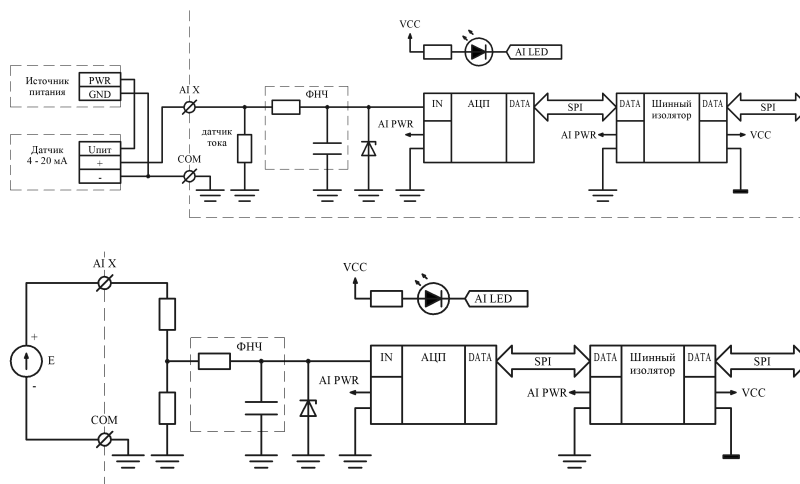 VCC
AI LED
Источник
питания
PWR
GND
AI X
ФНЧ
датчик
тока
IN
АЦП
DATA
SPI
DATA
Шинный
изолятор
DATA
SPI
AI PWR
AI PWR
VCC
Датчик
4 - 20 мА
Uпит
+
-
COM
AI X
VCC
AI LED
ФНЧ
+
E
-
IN
АЦП
DATA
SPI
DATA
Шинный
изолятор
DATA
SPI
AI PWR
AI PWR
VCC
COM